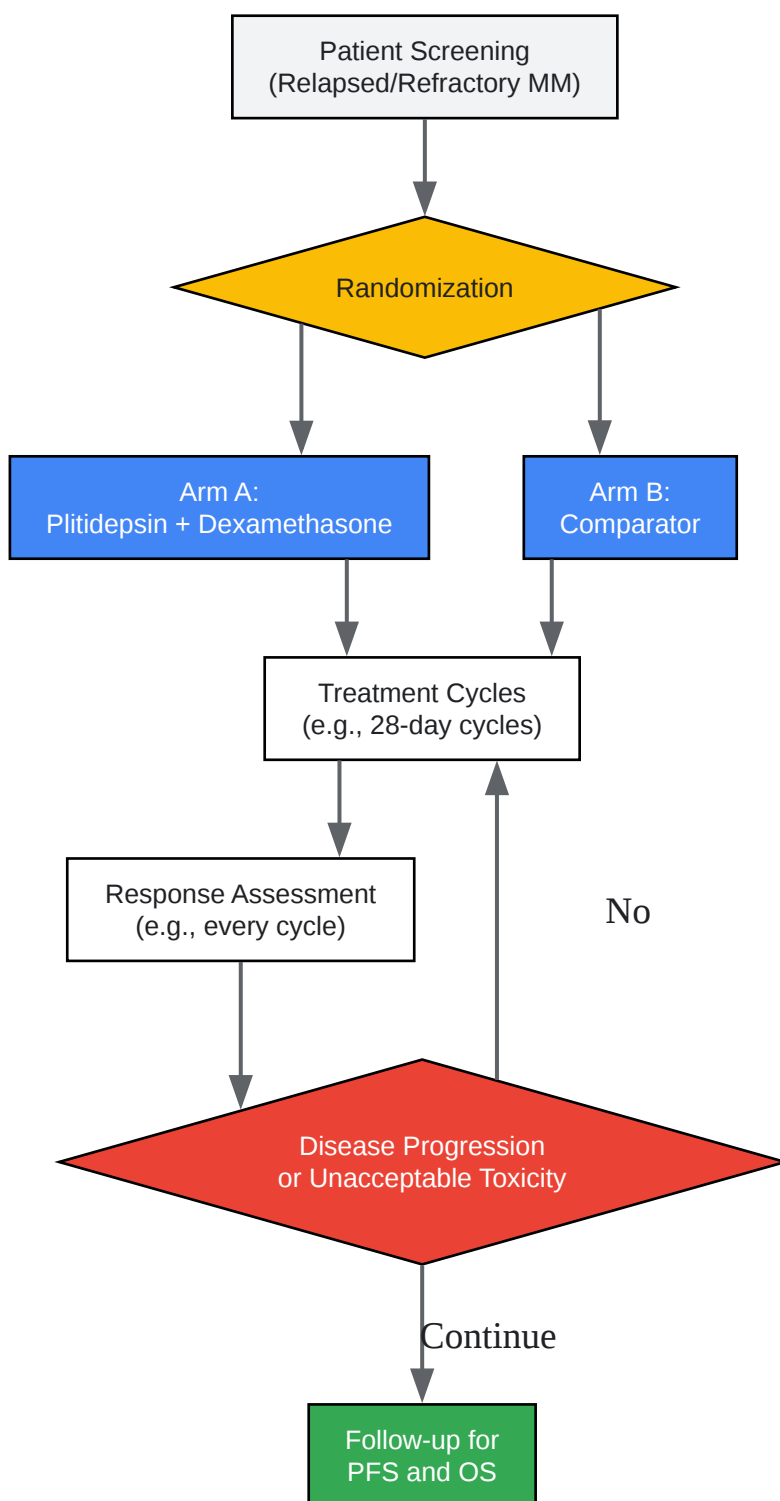 Patient Screening
(Relapsed/Refractory MM)
Randomization
Arm A:
Plitidepsin + Dexamethasone
Arm B:
Comparator
Treatment Cycles
(e.g., 28-day cycles)
Response Assessment
(e.g., every cycle)
No
Disease Progression
or Unacceptable Toxicity
Continue
Follow-up for
PFS and OS